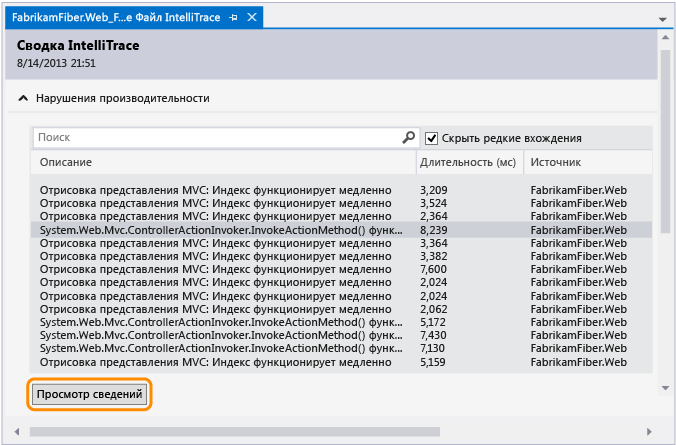 FabrikamFiber.Web_F...e Файл IntelliTrace
Сводка IntelliTrace
8/14/2013 21:51
Нарушения производительности
Поиск Скрыть редкие вхождения
Описание Длительность (мс) Источник
Отрисовка представления MVC: Индекс функционирует медленно 3,209 FabrikamFiber.Web
Отрисовка представления MVC: Индекс функционирует медленно 3,524 FabrikamFiber.Web
Отрисовка представления MVC: Индекс функционирует медленно 2,364 FabrikamFiber.Web
System.Web.Mvc.ControllerActionInvoker.InvokeActionMethod() функ... 8,239 FabrikamFiber.Web
Отрисовка представления MVC: Индекс функционирует медленно 3,364 FabrikamFiber.Web
Отрисовка представления MVC: Индекс функционирует медленно 3,382 FabrikamFiber.Web
Отрисовка представления MVC: Индекс функционирует медленно 7,600 FabrikamFiber.Web
Отрисовка представления MVC: Индекс функционирует медленно 2,024 FabrikamFiber.Web
Отрисовка представления MVC: Индекс функционирует медленно 2,024 FabrikamFiber.Web
Отрисовка представления MVC: Индекс функционирует медленно 2,062 FabrikamFiber.Web
System.Web.Mvc.ControllerActionInvoker.InvokeActionMethod() функ... 5,172 FabrikamFiber.Web
System.Web.Mvc.ControllerActionInvoker.InvokeActionMethod() функ... 7,430 FabrikamFiber.Web
System.Web.Mvc.ControllerActionInvoker.InvokeActionMethod() функ... 7,130 FabrikamFiber.Web
Отрисовка представления MVC: Индекс функционирует медленно 5,159 FabrikamFiber.Web
Просмотр сведений